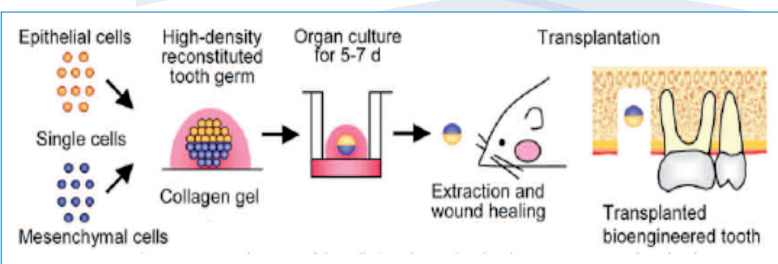 Epithelial cells
Single cells
Mesenchymal cells
High-density
reconstituted
tooth germ
Collagen gel
Organ culture
for 5-7 d
Transplantation
Extraction and
wound healing
Transplanted
bioengineered tooth